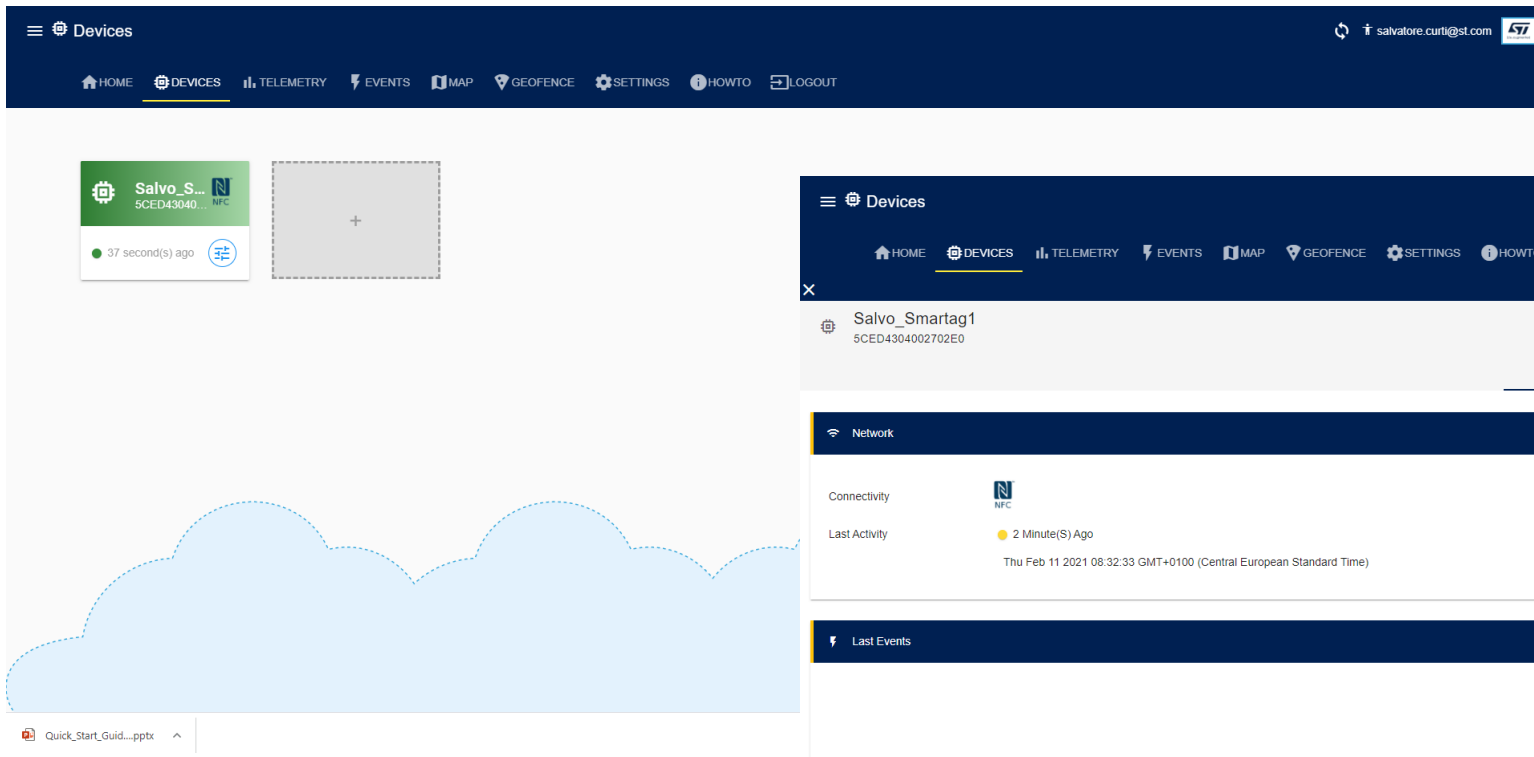 Devices
salvatore.curti@st.com
HOME DEVICES TELEMETRY EVENTS MAP GEOFENCE SETTINGS HOWTO LOGOUT
Salvo_S...
5CED43040...
NFC
37 second(s) ago
+
Quick_Start_Guid....pptx
Devices
HOME DEVICES TELEMETRY EVENTS MAP GEOFENCE SETTINGS HOWT
Salvo_Smartag1
5CED4304002702E0
Network
Connectivity
NFC
Last Activity 2 Minute(S) Ago
Thu Feb 11 2021 08:32:33 GMT+0100 (Central European Standard Time)
Last Events